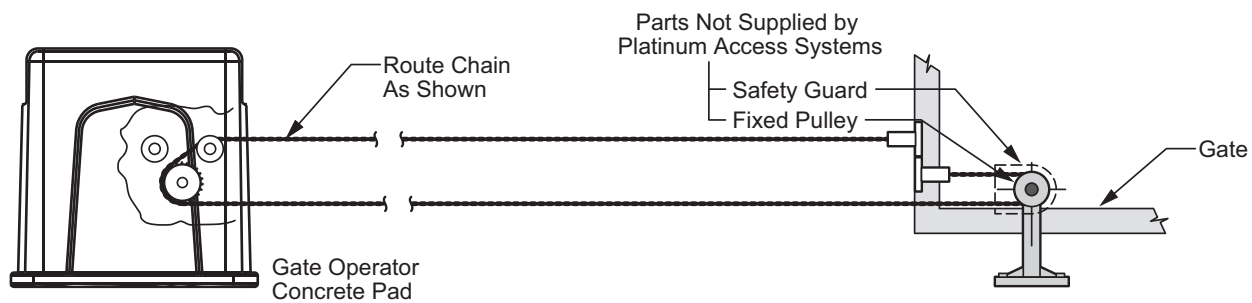 Parts Not Supplied by
Platinum Access Systems
Route Chain
As Shown
Safety Guard
Fixed Pulley
Gate
Gate Operator
Concrete Pad